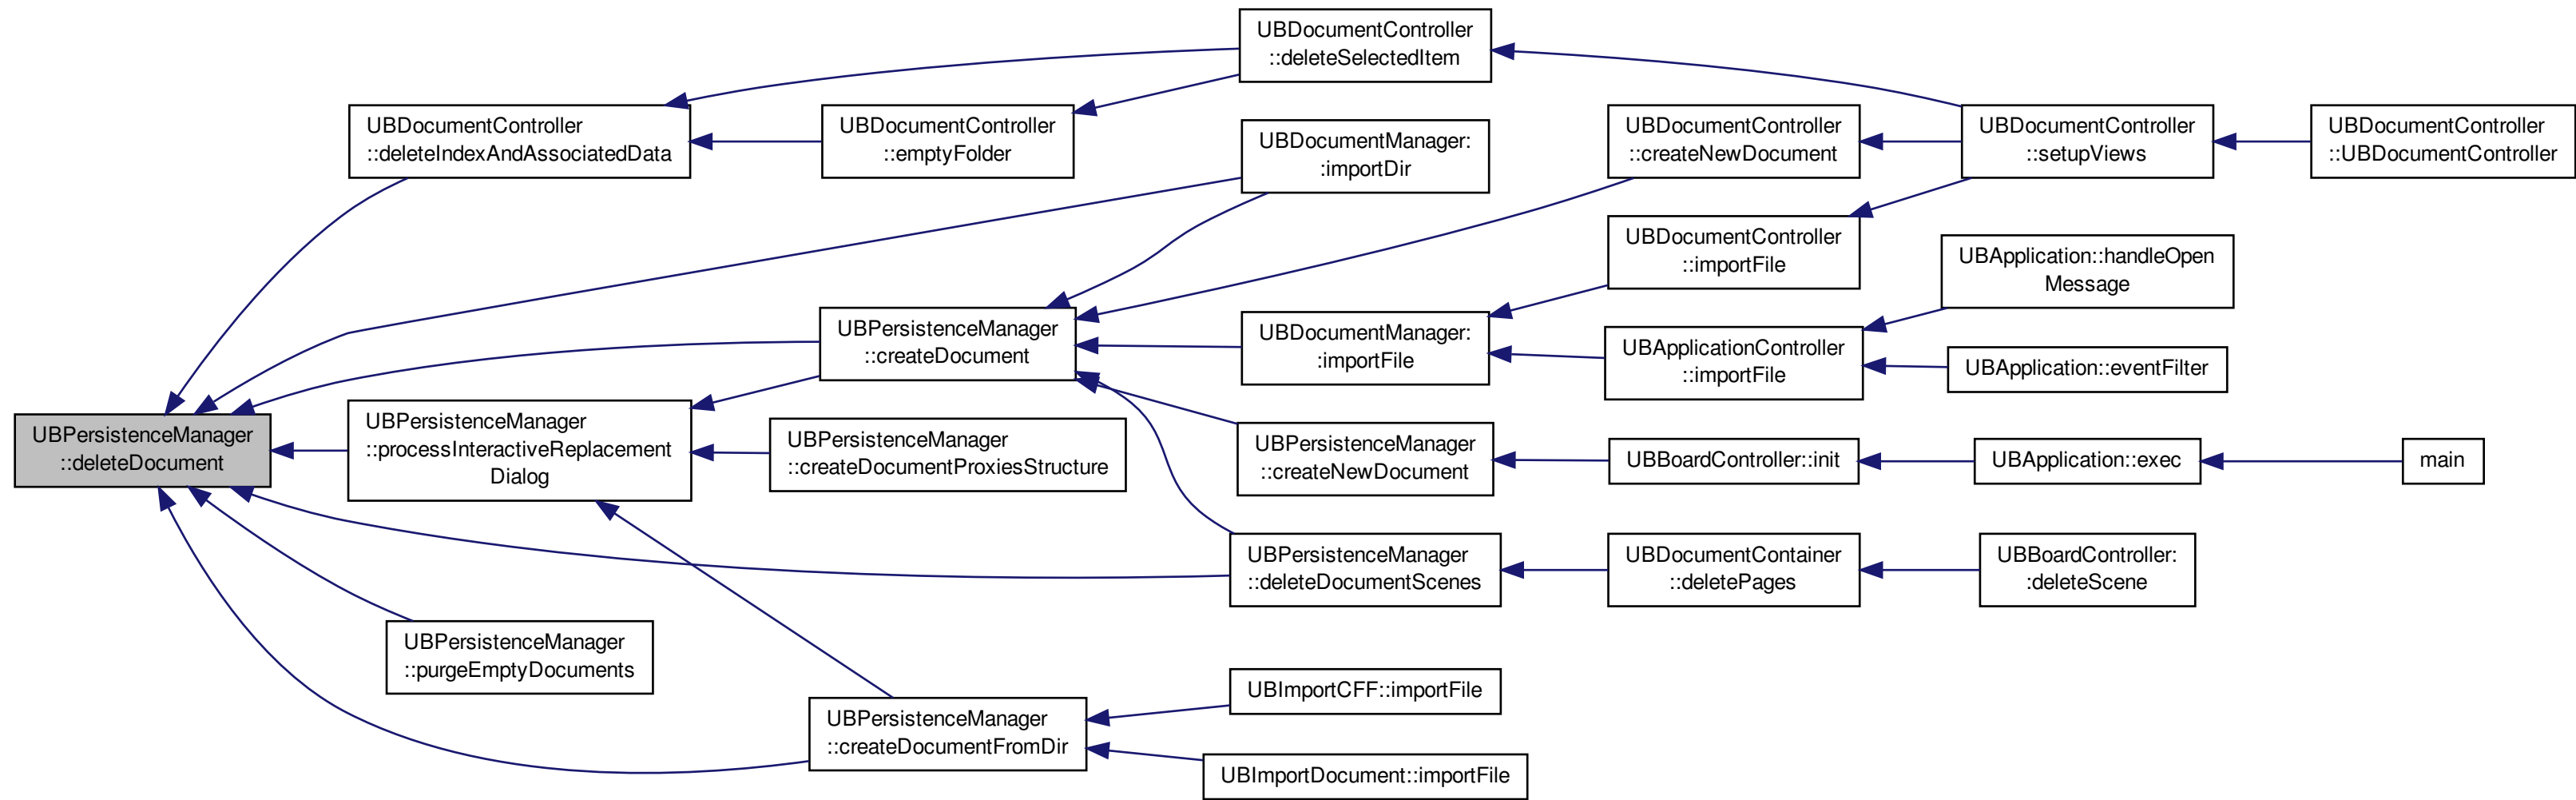 UBPersistenceManager
::deleteDocument
UBDocumentController
::deleteIndexAndAssociatedData
UBPersistenceManager
::processInteractiveReplacement
Dialog
UBPersistenceManager
::purgeEmptyDocuments
UBDocumentController
::emptyFolder
UBPersistenceManager
::createDocument
UBPersistenceManager
::createDocumentProxiesStructure
UBPersistenceManager
::createDocumentFromDir
UBDocumentController
::deleteSelectedItem
UBDocumentManager:
:importDir
UBDocumentManager:
:importFile
UBPersistenceManager
::createNewDocument
UBPersistenceManager
::deleteDocumentScenes
UBImportCFF::importFile
UBImportDocument::importFile
UBDocumentController
::createNewDocument
UBDocumentController
::importFile
UBApplicationController
::importFile
UBBoardController::init
UBDocumentContainer
::deletePages
UBDocumentController
::setupViews
UBApplication::handleOpen
Message
UBApplication::eventFilter
UBApplication::exec
UBBoardController:
:deleteScene
UBDocumentController
::UBDocumentController
main